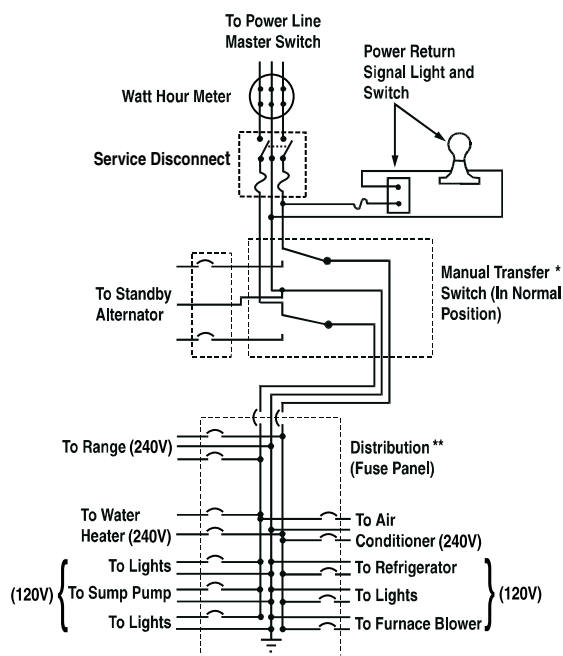 To Power Line
Master Switch
Power Return
Signal Light and
Switch
Watt Hour Meter
Service Disconnect
Manual Transfer *
Switch (In Normal
Position)
To Standby
Alternator
To Range (240V)
Distribution **
(Fuse Panel)
To Water
Heater (240V)
To Air
Conditioner (240V)
To Lights
To Refrigerator
(120V)
To Sump Pump
To Lights
(120V)
To Lights
To Furnace Blower